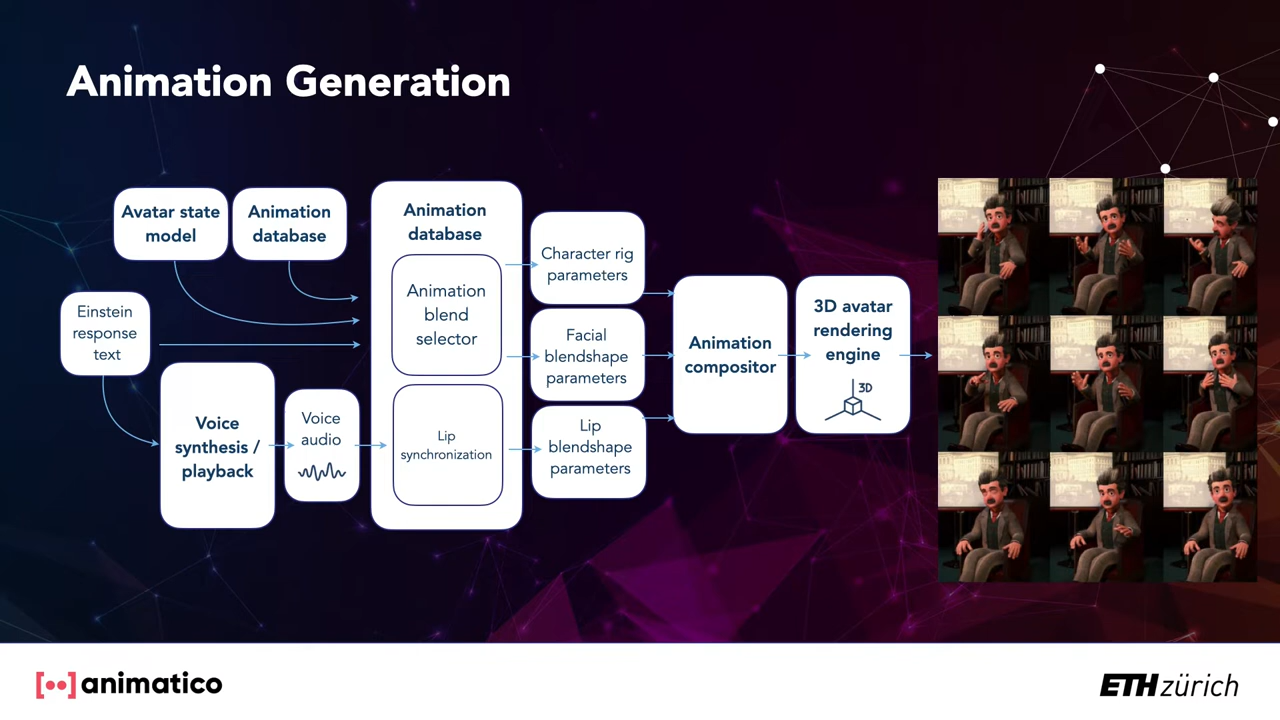 Animation Generation
Avatar state
model
Animation
database
Einstein
response
text
Voice
synthesis /
playback
Voice
audio
Animation
database
Animation
blend
selector
Lip
synchronization
Character rig
parameters
Facial
blendshape
parameters
Lip
blendshape
parameters
Animation
compositor
3D avatar
rendering
engine
3D
[••] animatico
ETH zürich